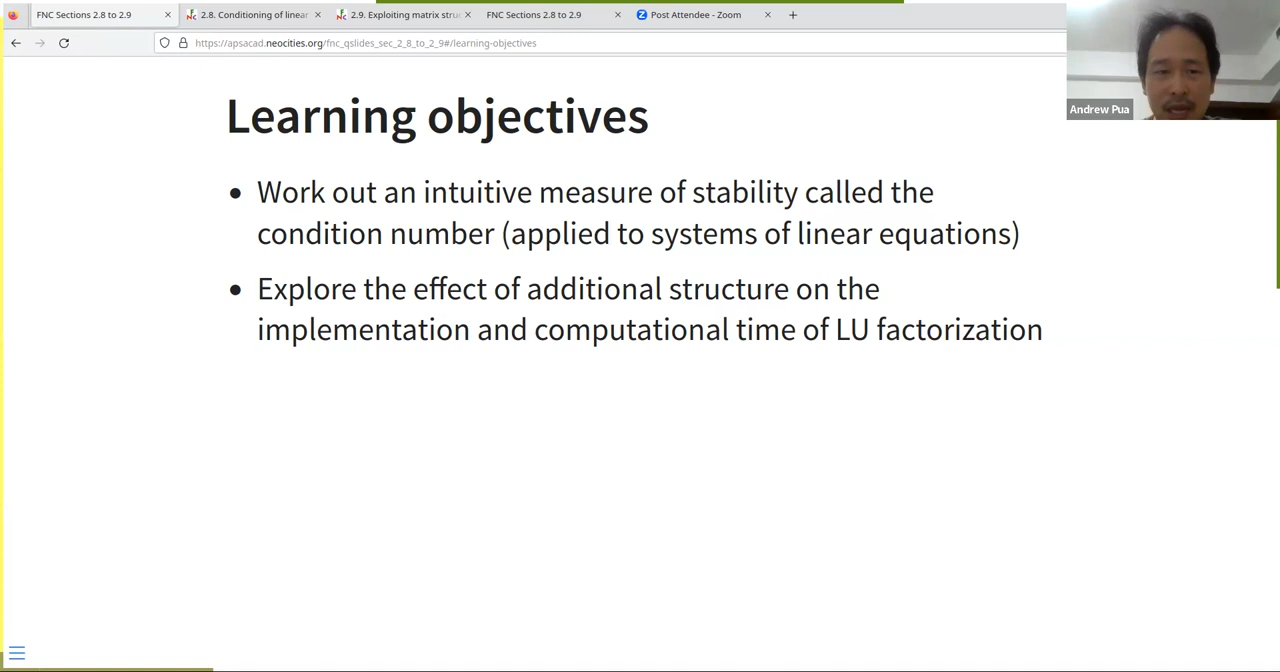 FNC Sections 2.8 to 2.9
2.8. Conditioning of linear
2.9. Exploiting matrix struc
FNC Sections 2.8 to 2.9
Post Attendee - Zoom
https://apsacad.neocities.org/fnc_qslides_sec_2_8_to_2_9#/learning-objectives
Andrew Pua
Learning objectives
• Work out an intuitive measure of stability called the
condition number (applied to systems of linear equations)
• Explore the effect of additional structure on the
implementation and computational time of LU factorization